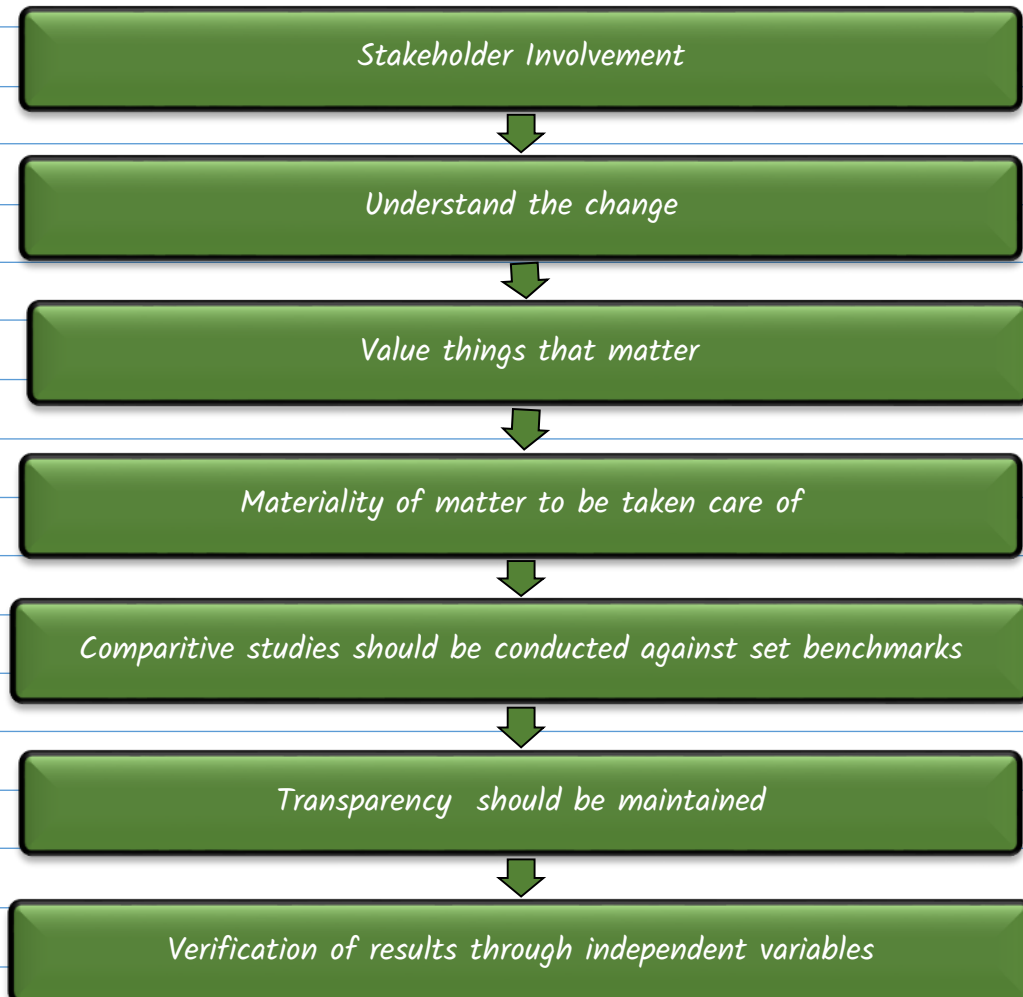 Stakeholder Involvement
Understand the change
Value things that matter
Materiality of matter to be taken care of
Comparitive studies should be conducted against set benchmarks
Transparency should be maintained
Verification of results through independent variables